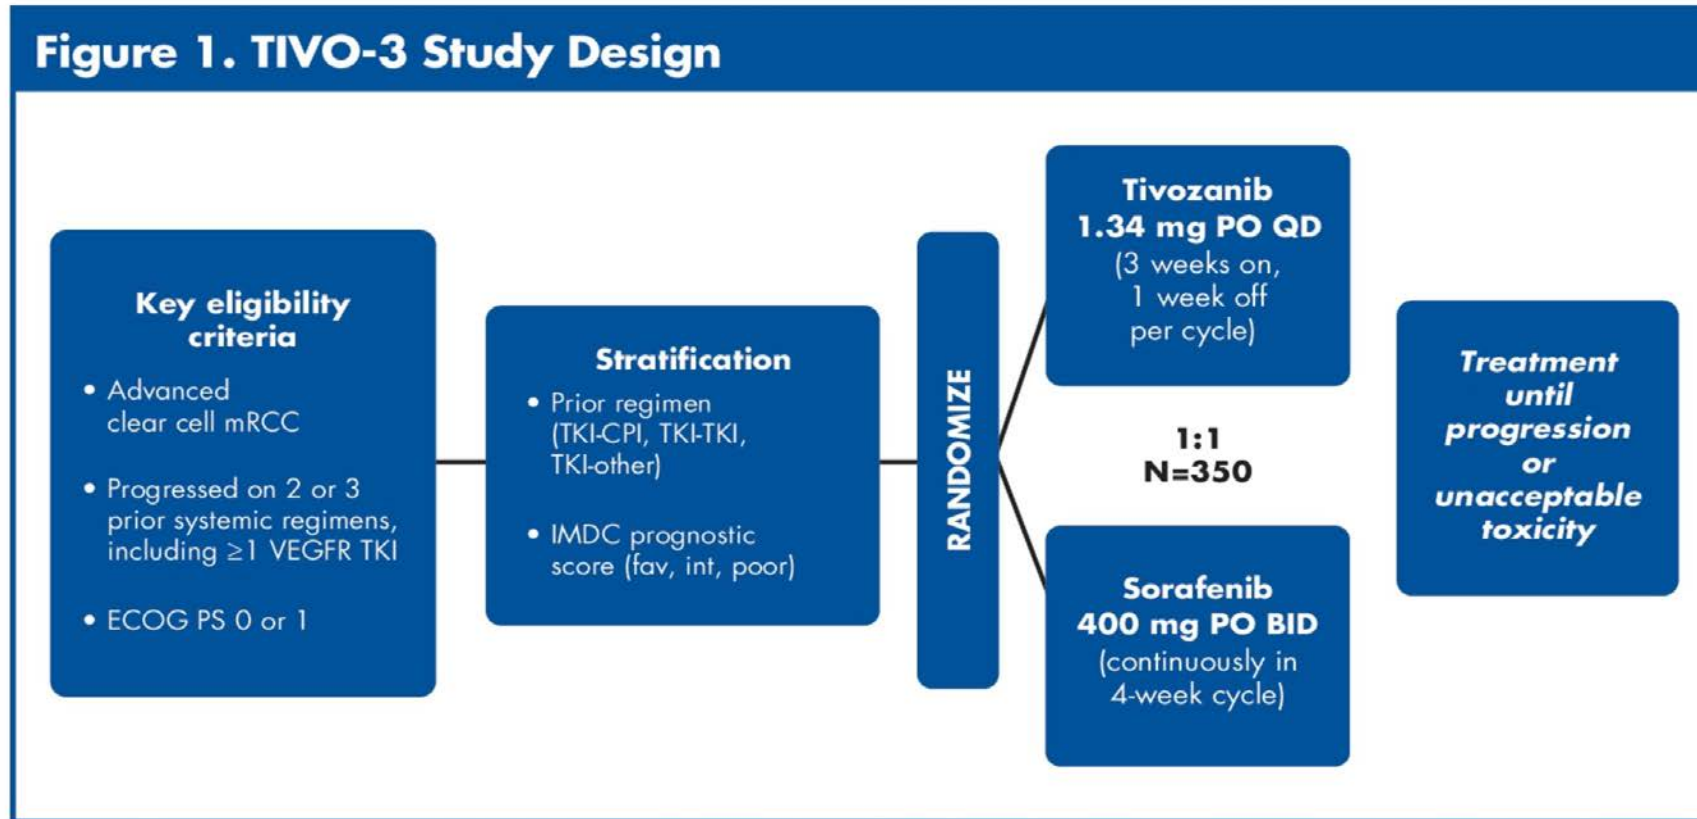 Figure 1. TIVO-3 Study Design
Key eligibility
criteria
• Advanced
clear cell mRCC
• Progressed on 2 or 3
prior systemic regimens,
including ≥1 VEGFR TKI
• ECOG PS 0 or 1
Stratification
• Prior regimen
(TKI-CPI, TKI-TKI,
TKI-other)
• IMDC prognostic
score (fav, int, poor)
RANDOMIZE
Tivozanib
1.34 mg PO QD
(3 weeks on,
1 week off
per cycle)
1:1
N=350
Sorafenib
400 mg PO BID
(continuously in
4-week cycle)
Treatment
until
progression
or
unacceptable
toxicity